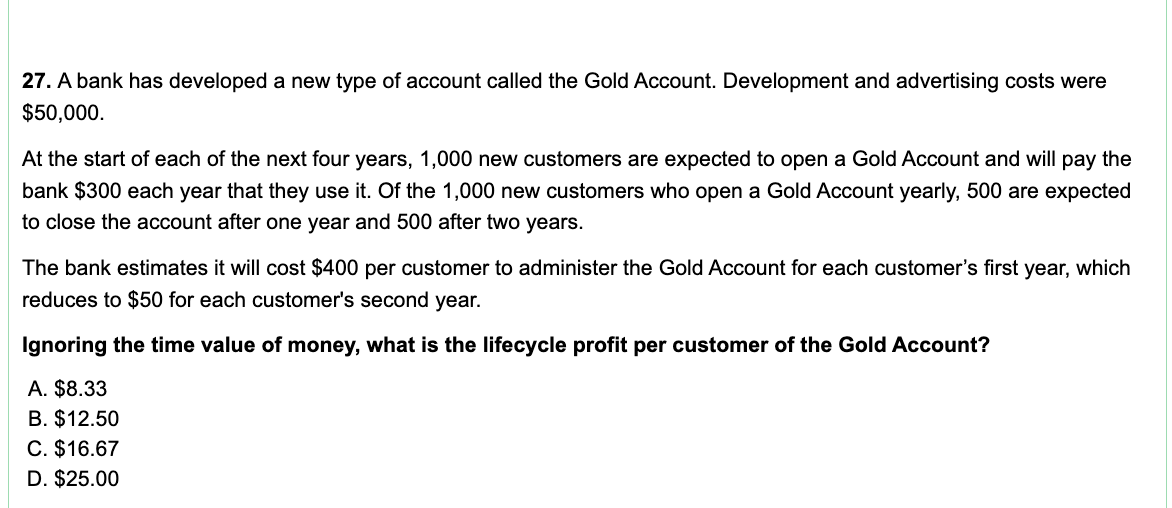 27. A bank has developed a new type of account called the Gold Account. Development and advertising costs were
$50,000.
At the start of each of the next four years, 1,000 new customers are expected to open a Gold Account and will pay the
bank $300 each year that they use it. Of the 1,000 new customers who open a Gold Account yearly, 500 are expected
to close the account after one year and 500 after two years.
The bank estimates it will cost $400 per customer to administer the Gold Account for each customer’s first year, which
reduces to $50 for each customer's second year.
Ignoring the time value of money, what is the lifecycle profit per customer of the Gold Account?
A. $8.33
B. $12.50
C. $16.67
D. $25.00